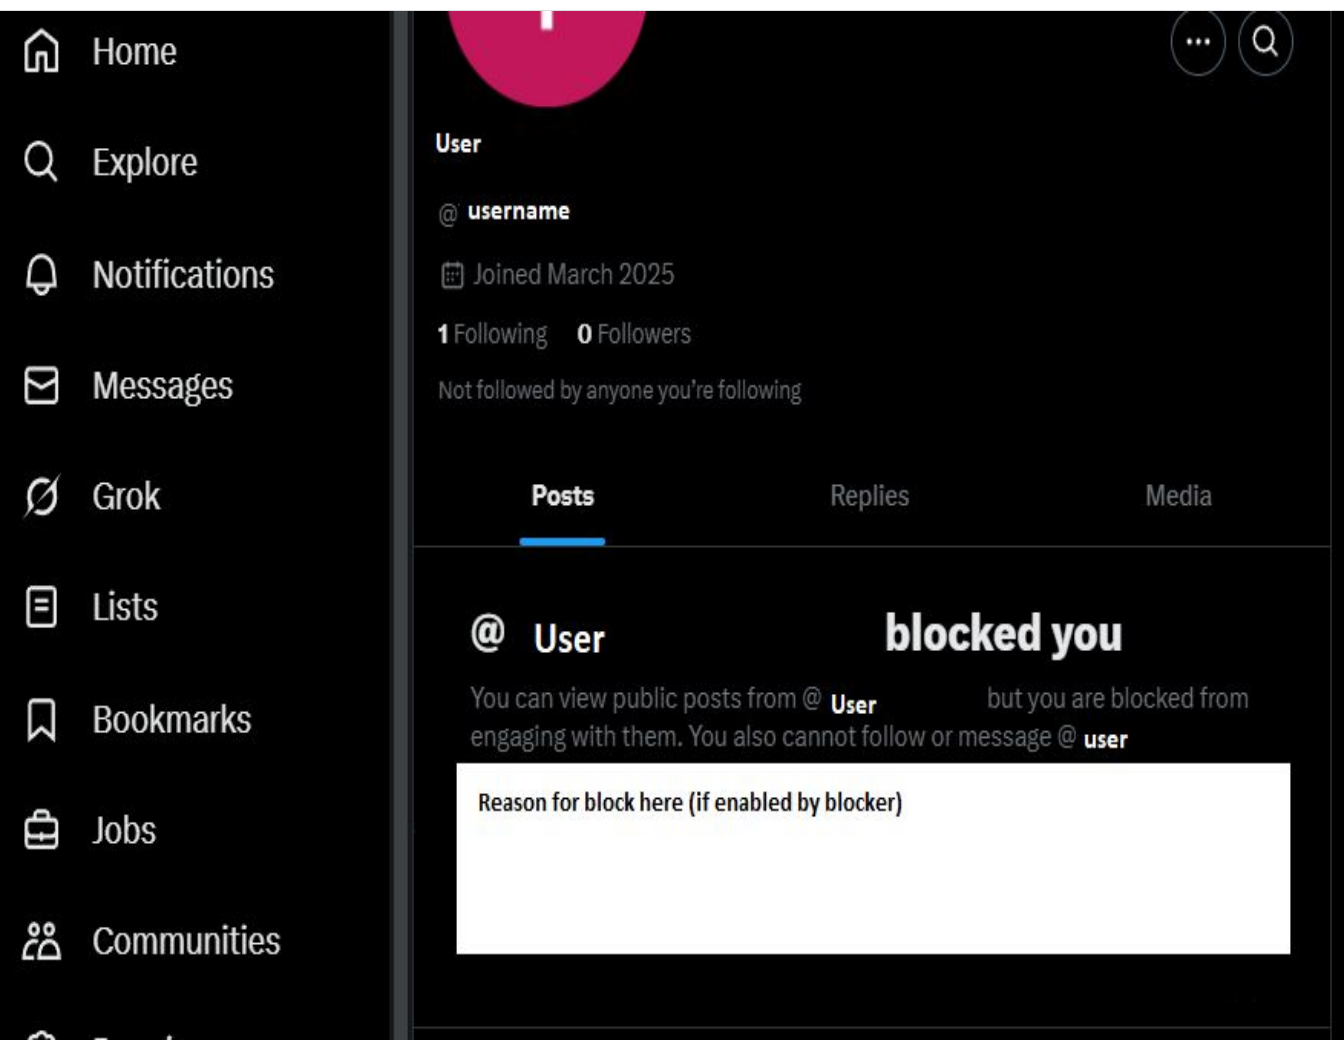 Home
Explore
Notifications
Messages
Grok
Lists
Bookmarks
Jobs
Communities
User
@ username
Joined March 2025
1 Following 0 Followers
Not followed by anyone you're following
Posts Replies Media
@ User blocked you
You can view public posts from @ User but you are blocked from
engaging with them. You also cannot follow or message @ user
Reason for block here (if enabled by blocker)